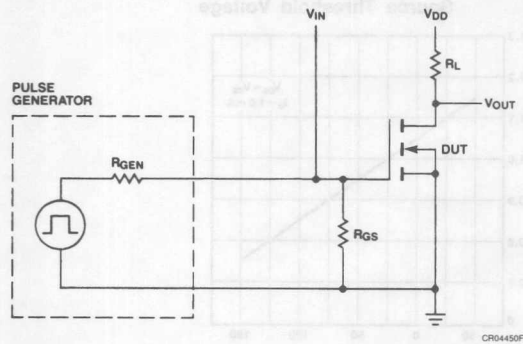 VIN
VDD
RL
PULSE
GENERATOR
VOUT
RGEN
DUT
RGS
CR04450F